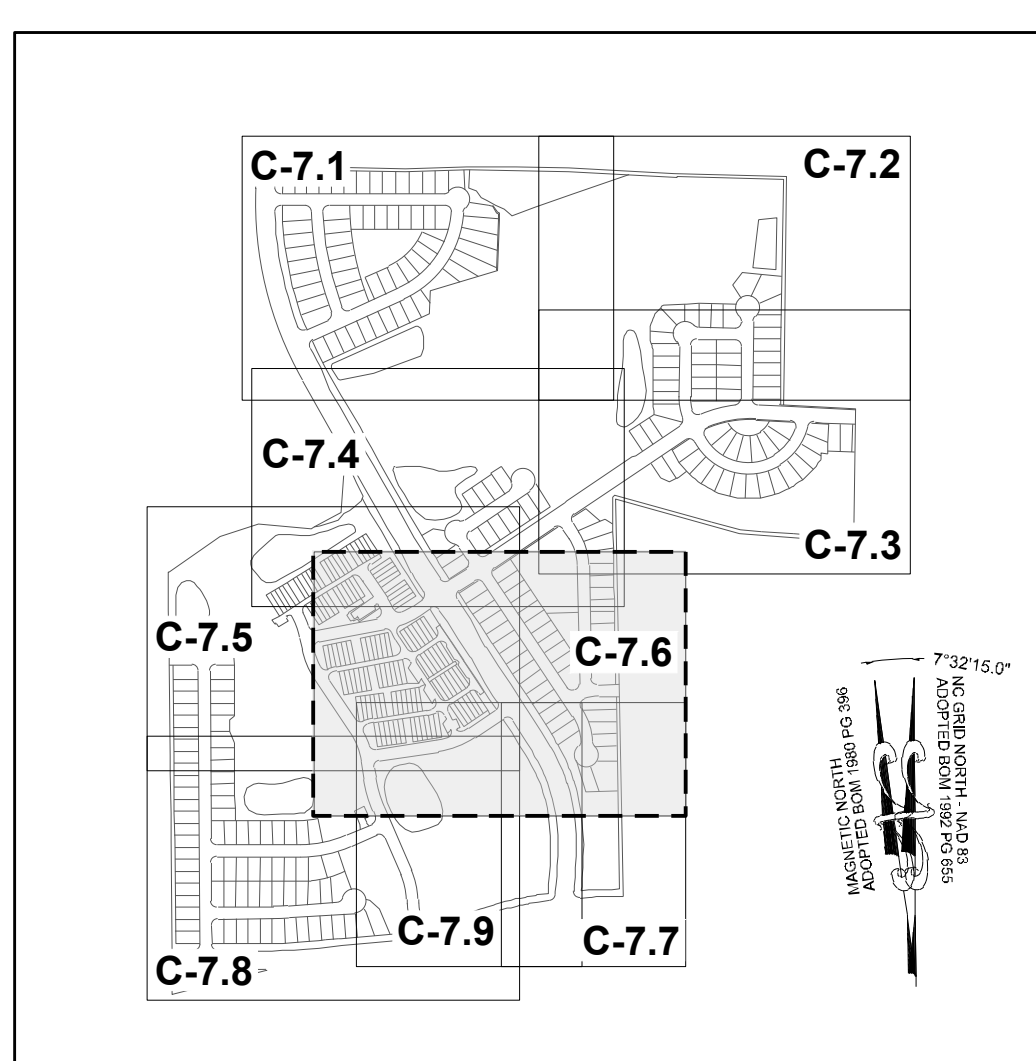 C-7.1
C-7.2
C-7.4
C-7.3
C-7.5
C-7.6
7°32'15.0"
MAGNETIC NORTH
ADOPTED BOM 1980 PG 396
NC GRID NORTH - NAD 83
ADOPTED BOM 1992 PG 655
C-7.9
C-7.7
C-7.8